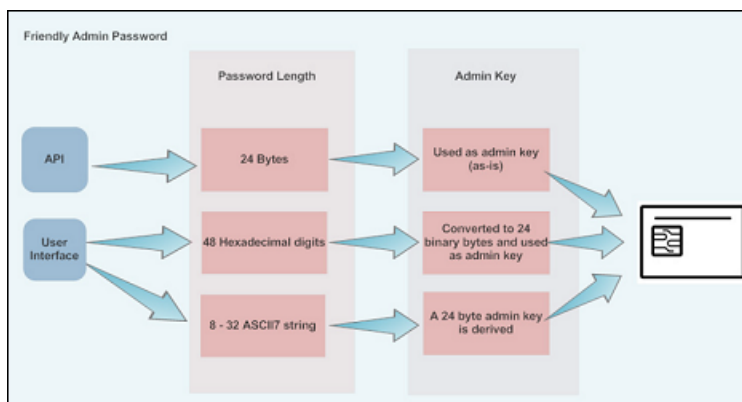 Friendly Admin Password
Password Length
Admin Key
API
24 Bytes
Used as admin key
(as-is)
User
Interface
48 Hexadecimal digits
Converted to 24
binary bytes and used
as admin key
8 - 32 ASCII7 string
A 24 byte admin key
is derived